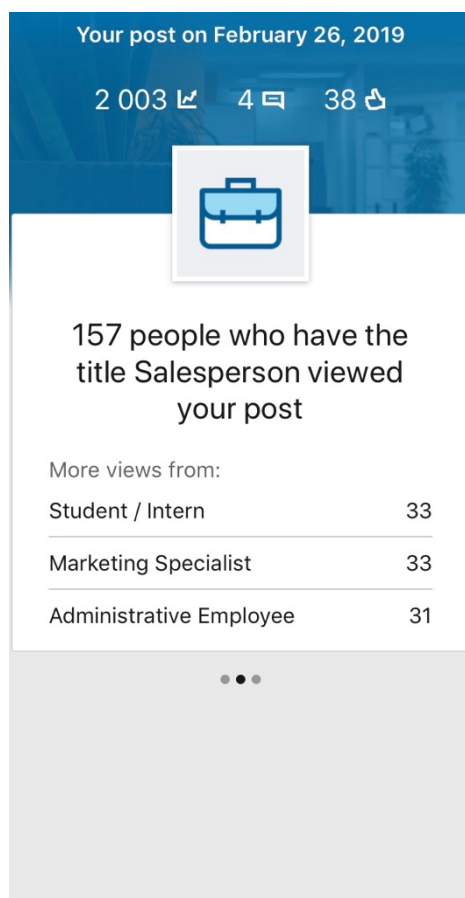 Your post on February 26, 2019
2 003 4 38
157 people who have the
title Salesperson viewed
your post
More views from:
Student / Intern 33
Marketing Specialist 33
Administrative Employee 31